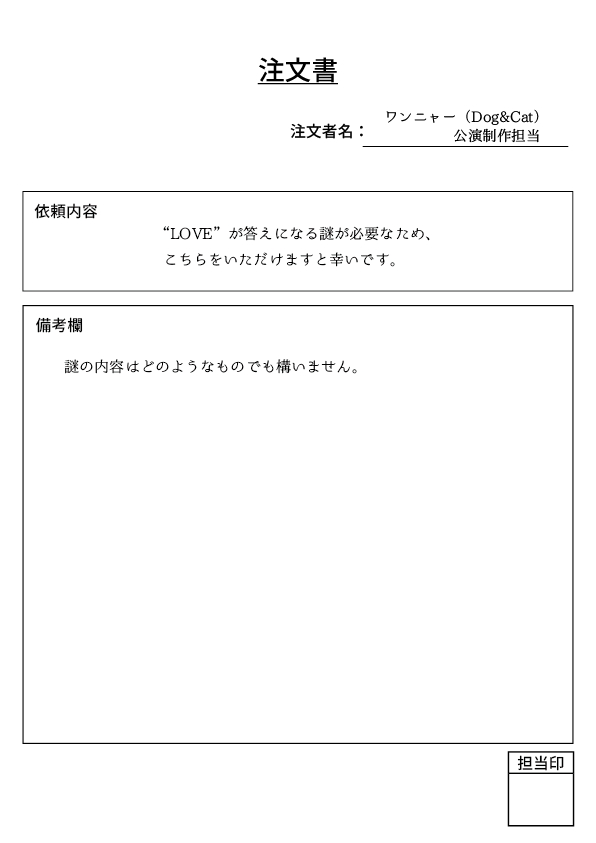 注文書
注文者名：
ワンニャー（Dog&Cat）
公演制作担当
依頼内容
“LOVE”が答えになる謎が必要なため、
こちらをいただけますと幸いです。
備考欄
謎の内容はどのようなものでも構いません。
担当印